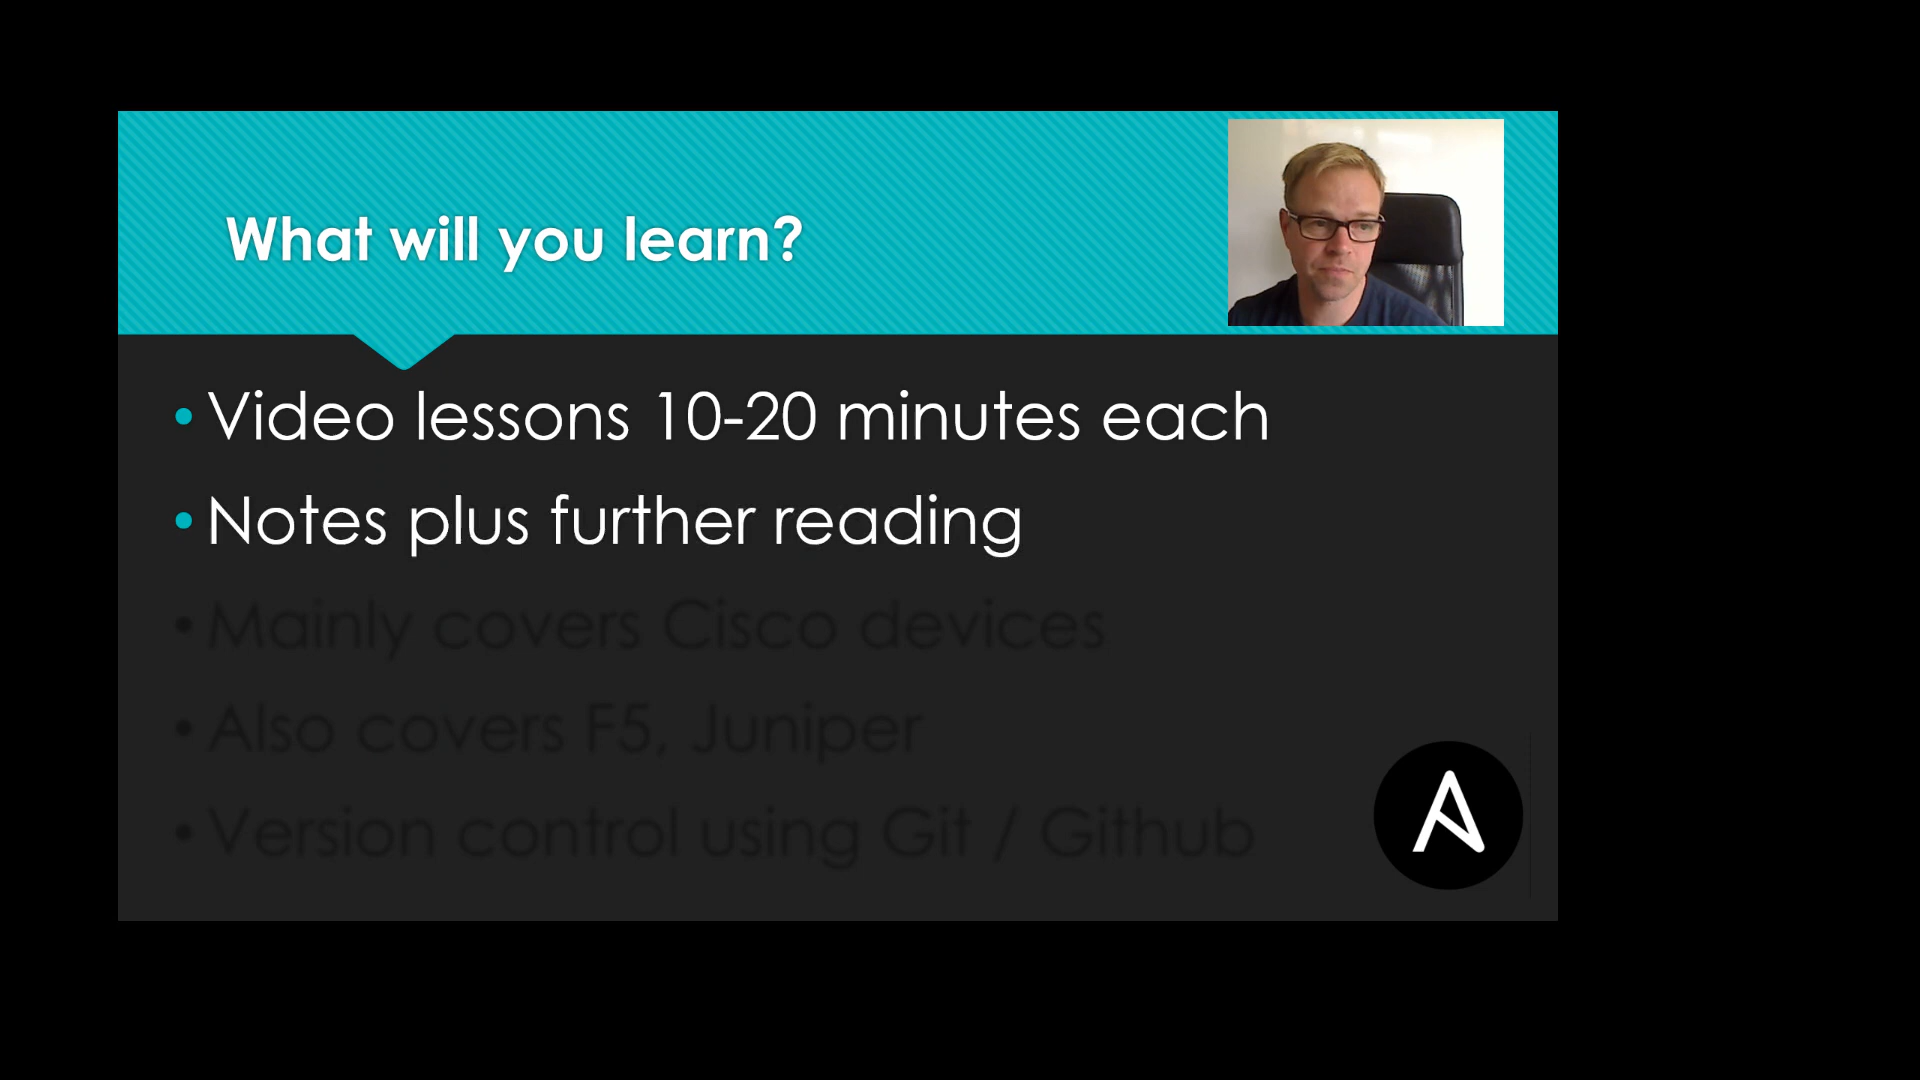 What will you learn?
• Video lessons 10-20 minutes each
• Notes plus further reading
• Mainly covers Cisco devices
• Also covers F5, Juniper
• Version control using Git / Github